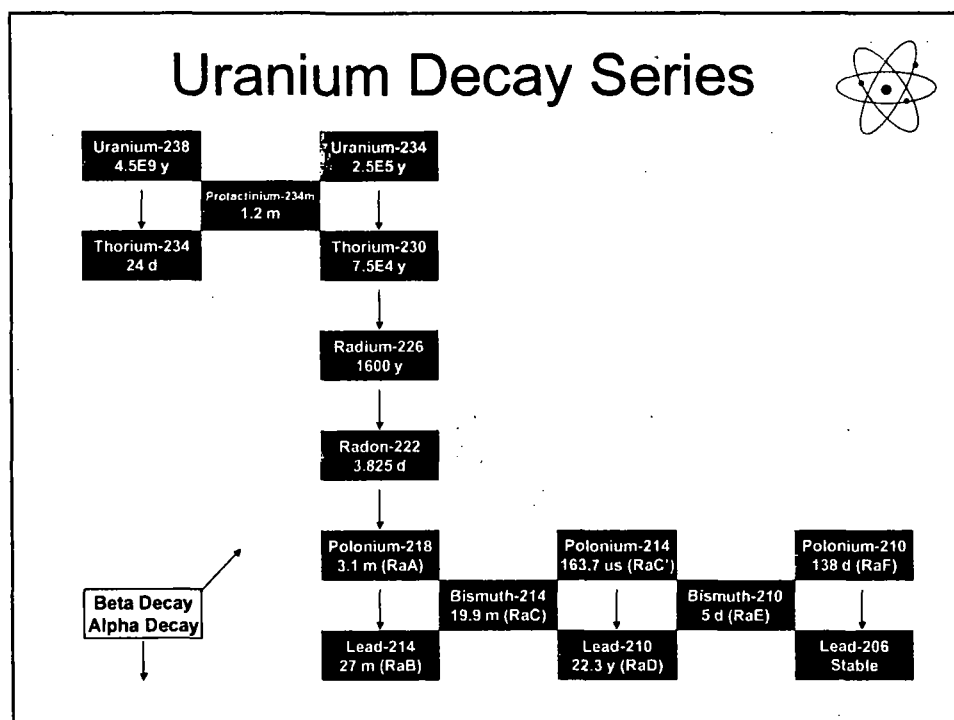 Uranium Decay Series
Uranium-238
4.5E9 y
Uranium-234
2.5E5 y
Protactinium-234m
1.2 m
Thorium-234
24 d
Thorium-230
7.5E4 y
Radium-226
1600 y
Radon-222
3.825 d
Polonium-218
3.1 m (RaA)
Polonium-214
163.7 us (RaC')
Polonium-210
138 d (RaF)
Bismuth-214
19.9 m (RaC)
Bismuth-210
5 d (RaE)
Lead-214
27 m (RaB)
Lead-210
22.3 y (RaD)
Lead-206
Stable
Beta Decay
Alpha Decay